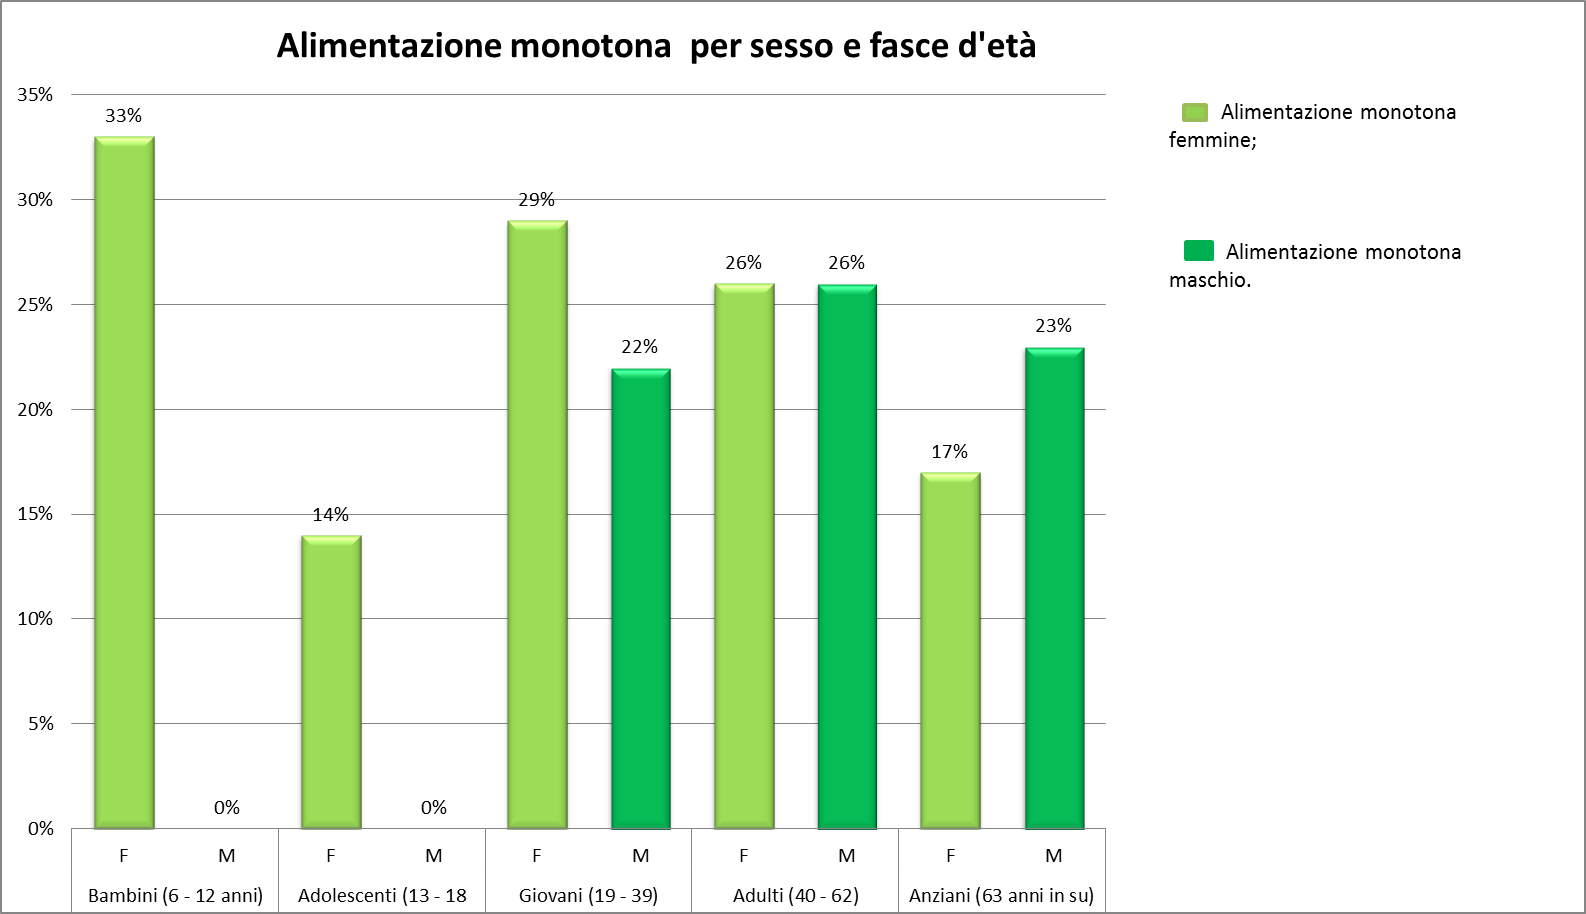 Alimentazione monotona  per sesso e fasce d'età
35%
30%
25%
20%
15%
10%
5%
0%
33%
0%
14%
0%
29%
22%
26%
26%
17%
23%
F M F M F M F M F M
Bambini (6 - 12 anni) Adolescenti (13 - 18 Giovani (19 - 39) Adulti (40 - 62) Anziani (63 anni in su)
Alimentazione monotona
femmine;
Alimentazione monotona
maschio.